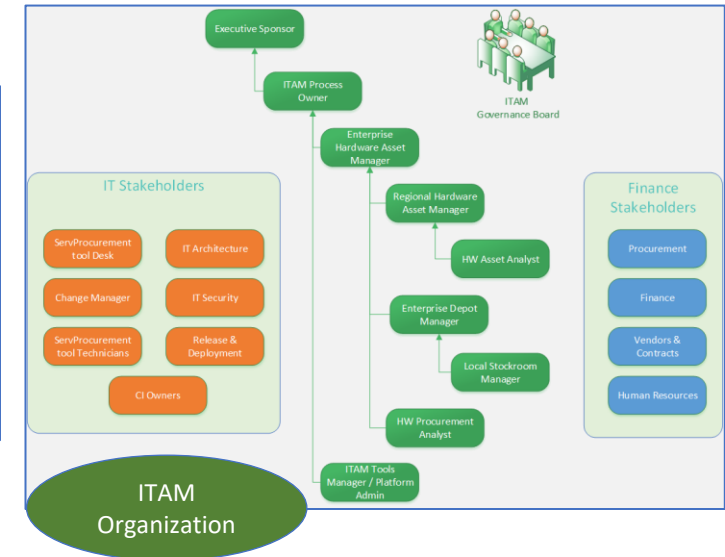 Executive Sponsor
ITAM Process
Owner
ITAM
Governance Board
Enterprise
Hardware Asset
Manager
IT Stakeholders
ServProcurement
tool Desk
IT Architecture
Change Manager
IT Security
ServProcurement
tool Technicians
Release &
Deployment
CI Owners
Regional Hardware
Asset Manager
HW Asset Analyst
Enterprise Depot
Manager
Local Stockroom
Manager
HW Procurement
Analyst
ITAM Tools
Manager / Platform
Admin
Finance
Stakeholders
Procurement
Finance
Vendors &
Contracts
Human Resources
ITAM
Organization